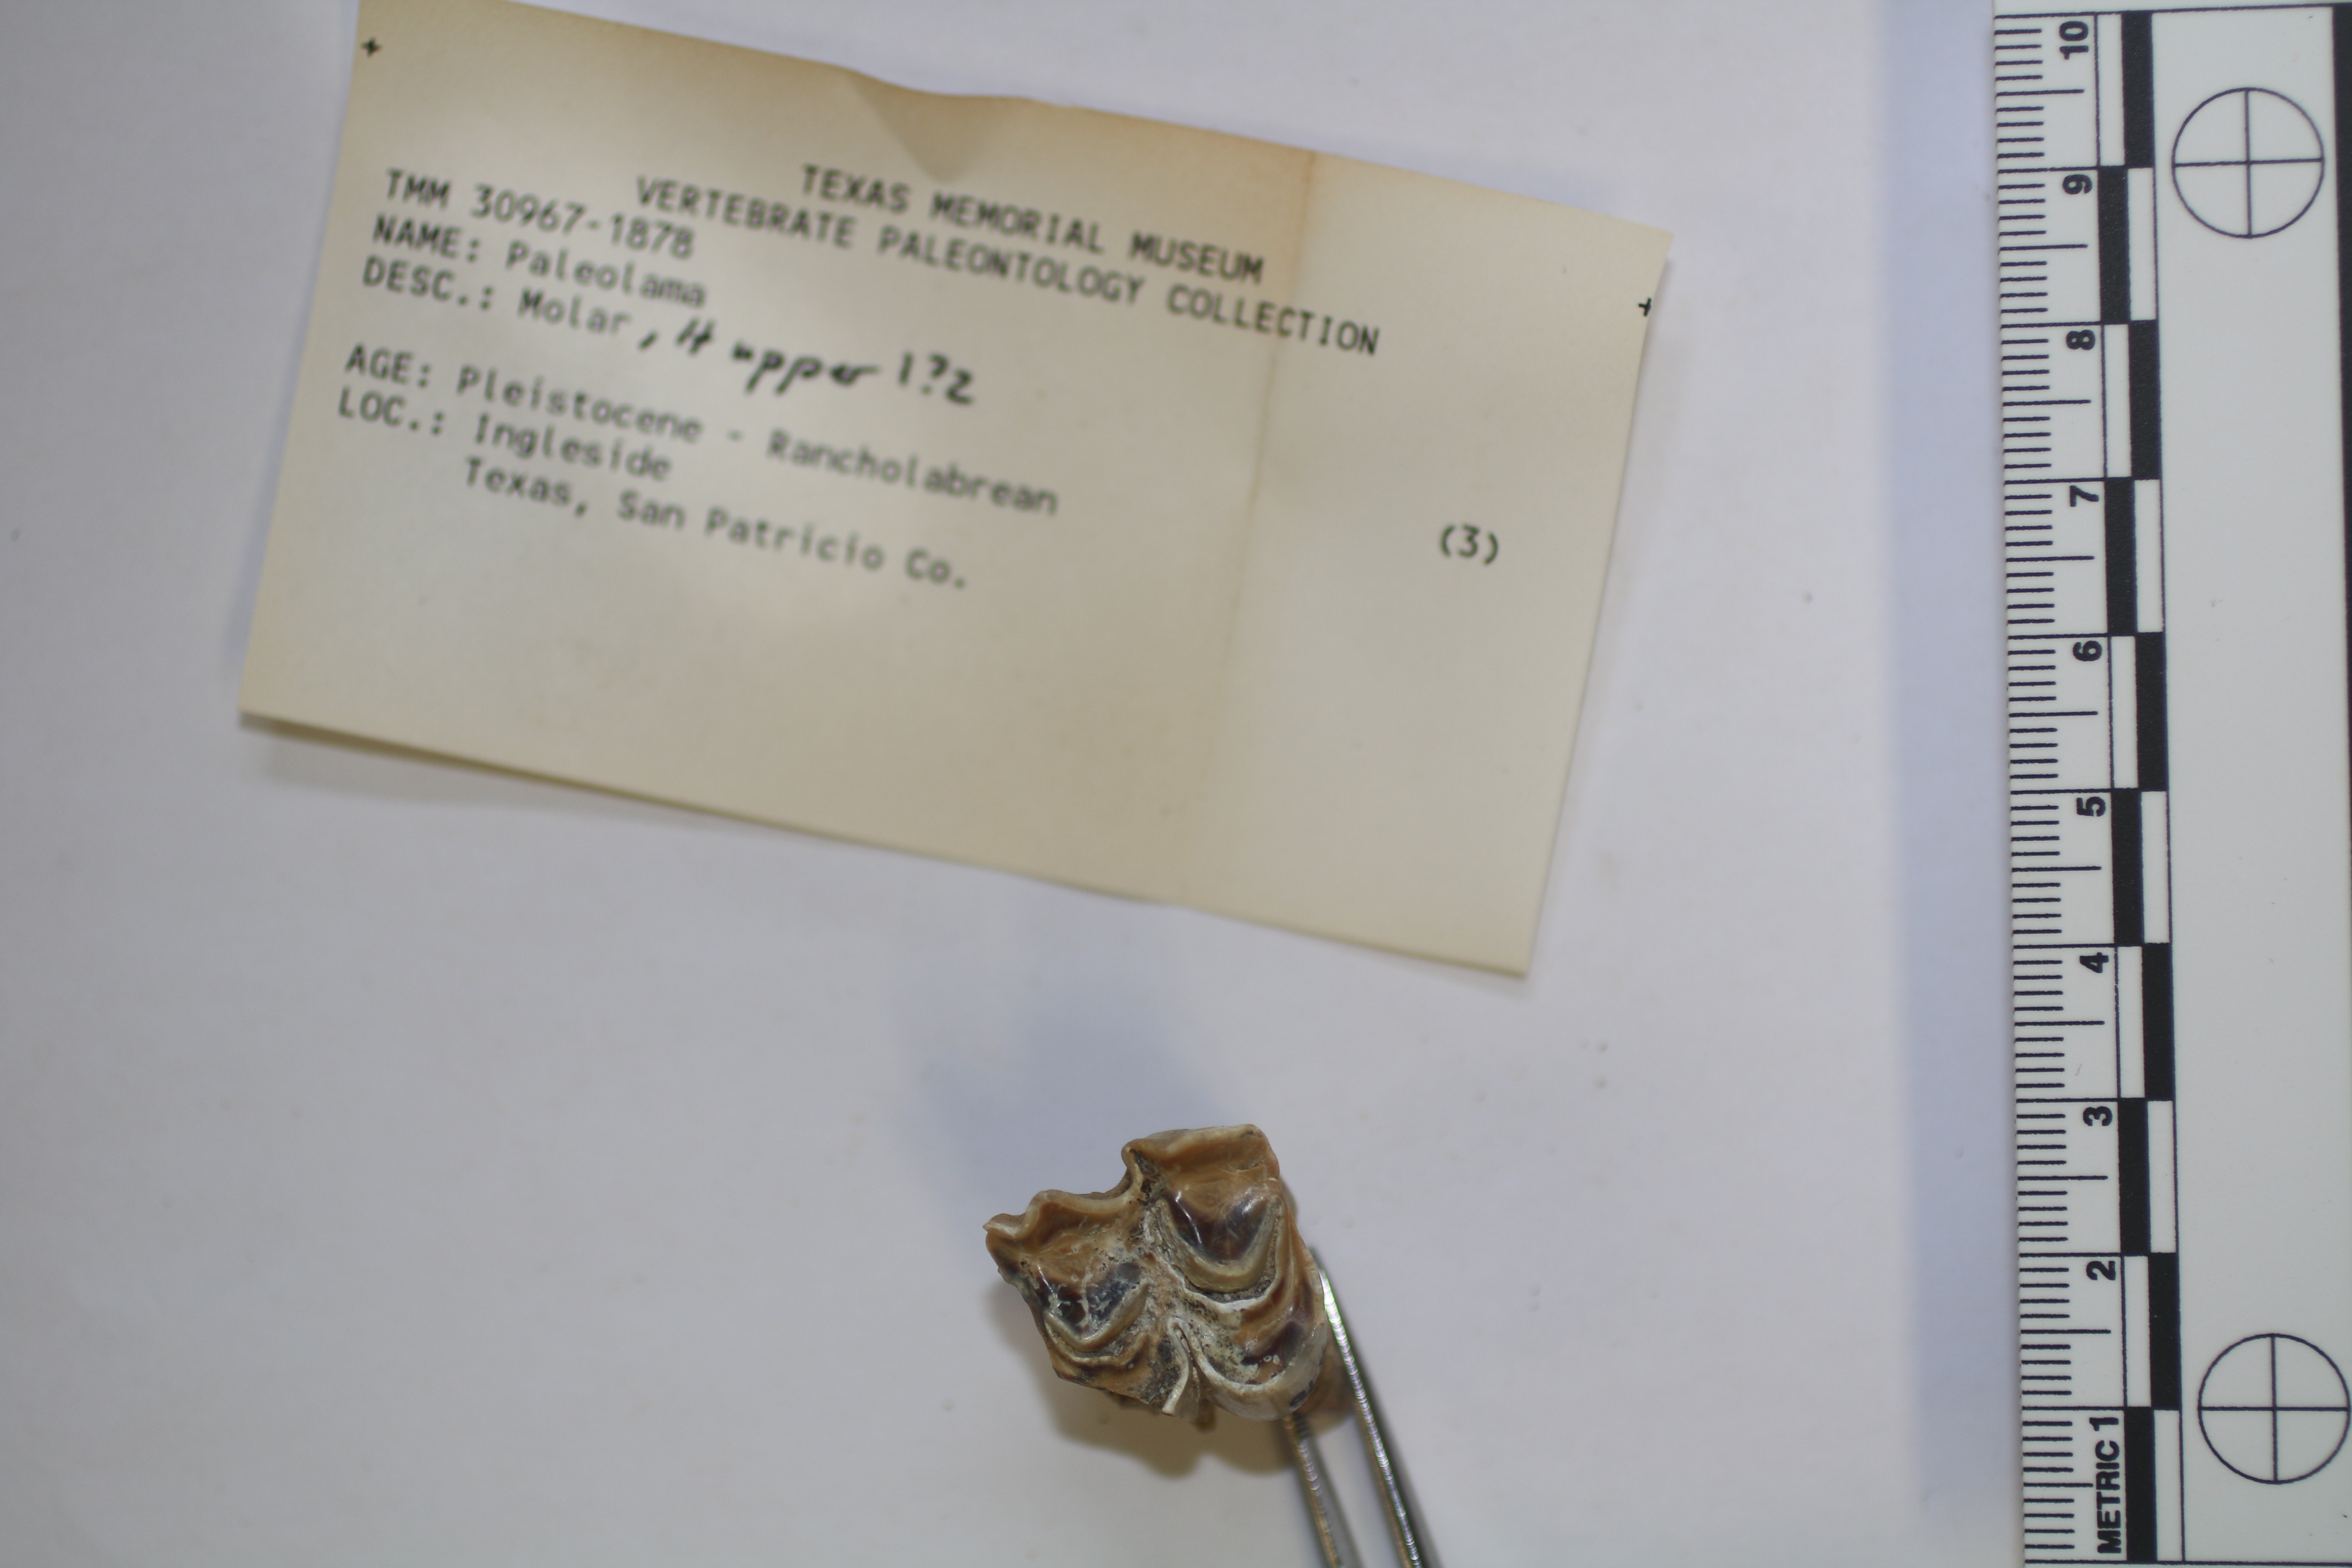 TEXAS MEMORIAL MUSEUM
VERTEBRATE PALEONTOLOGY COLLECTION
TMM 30967-1878
NAME: Paleolama
DESC.: Molar, upper 1?2
AGE: Pleistocene - Rancholabrean
LOC.: Ingleside
Texas, San Patricio Co.
(3)
10
9
8
7
6
5
4
3
2
METRIC 1